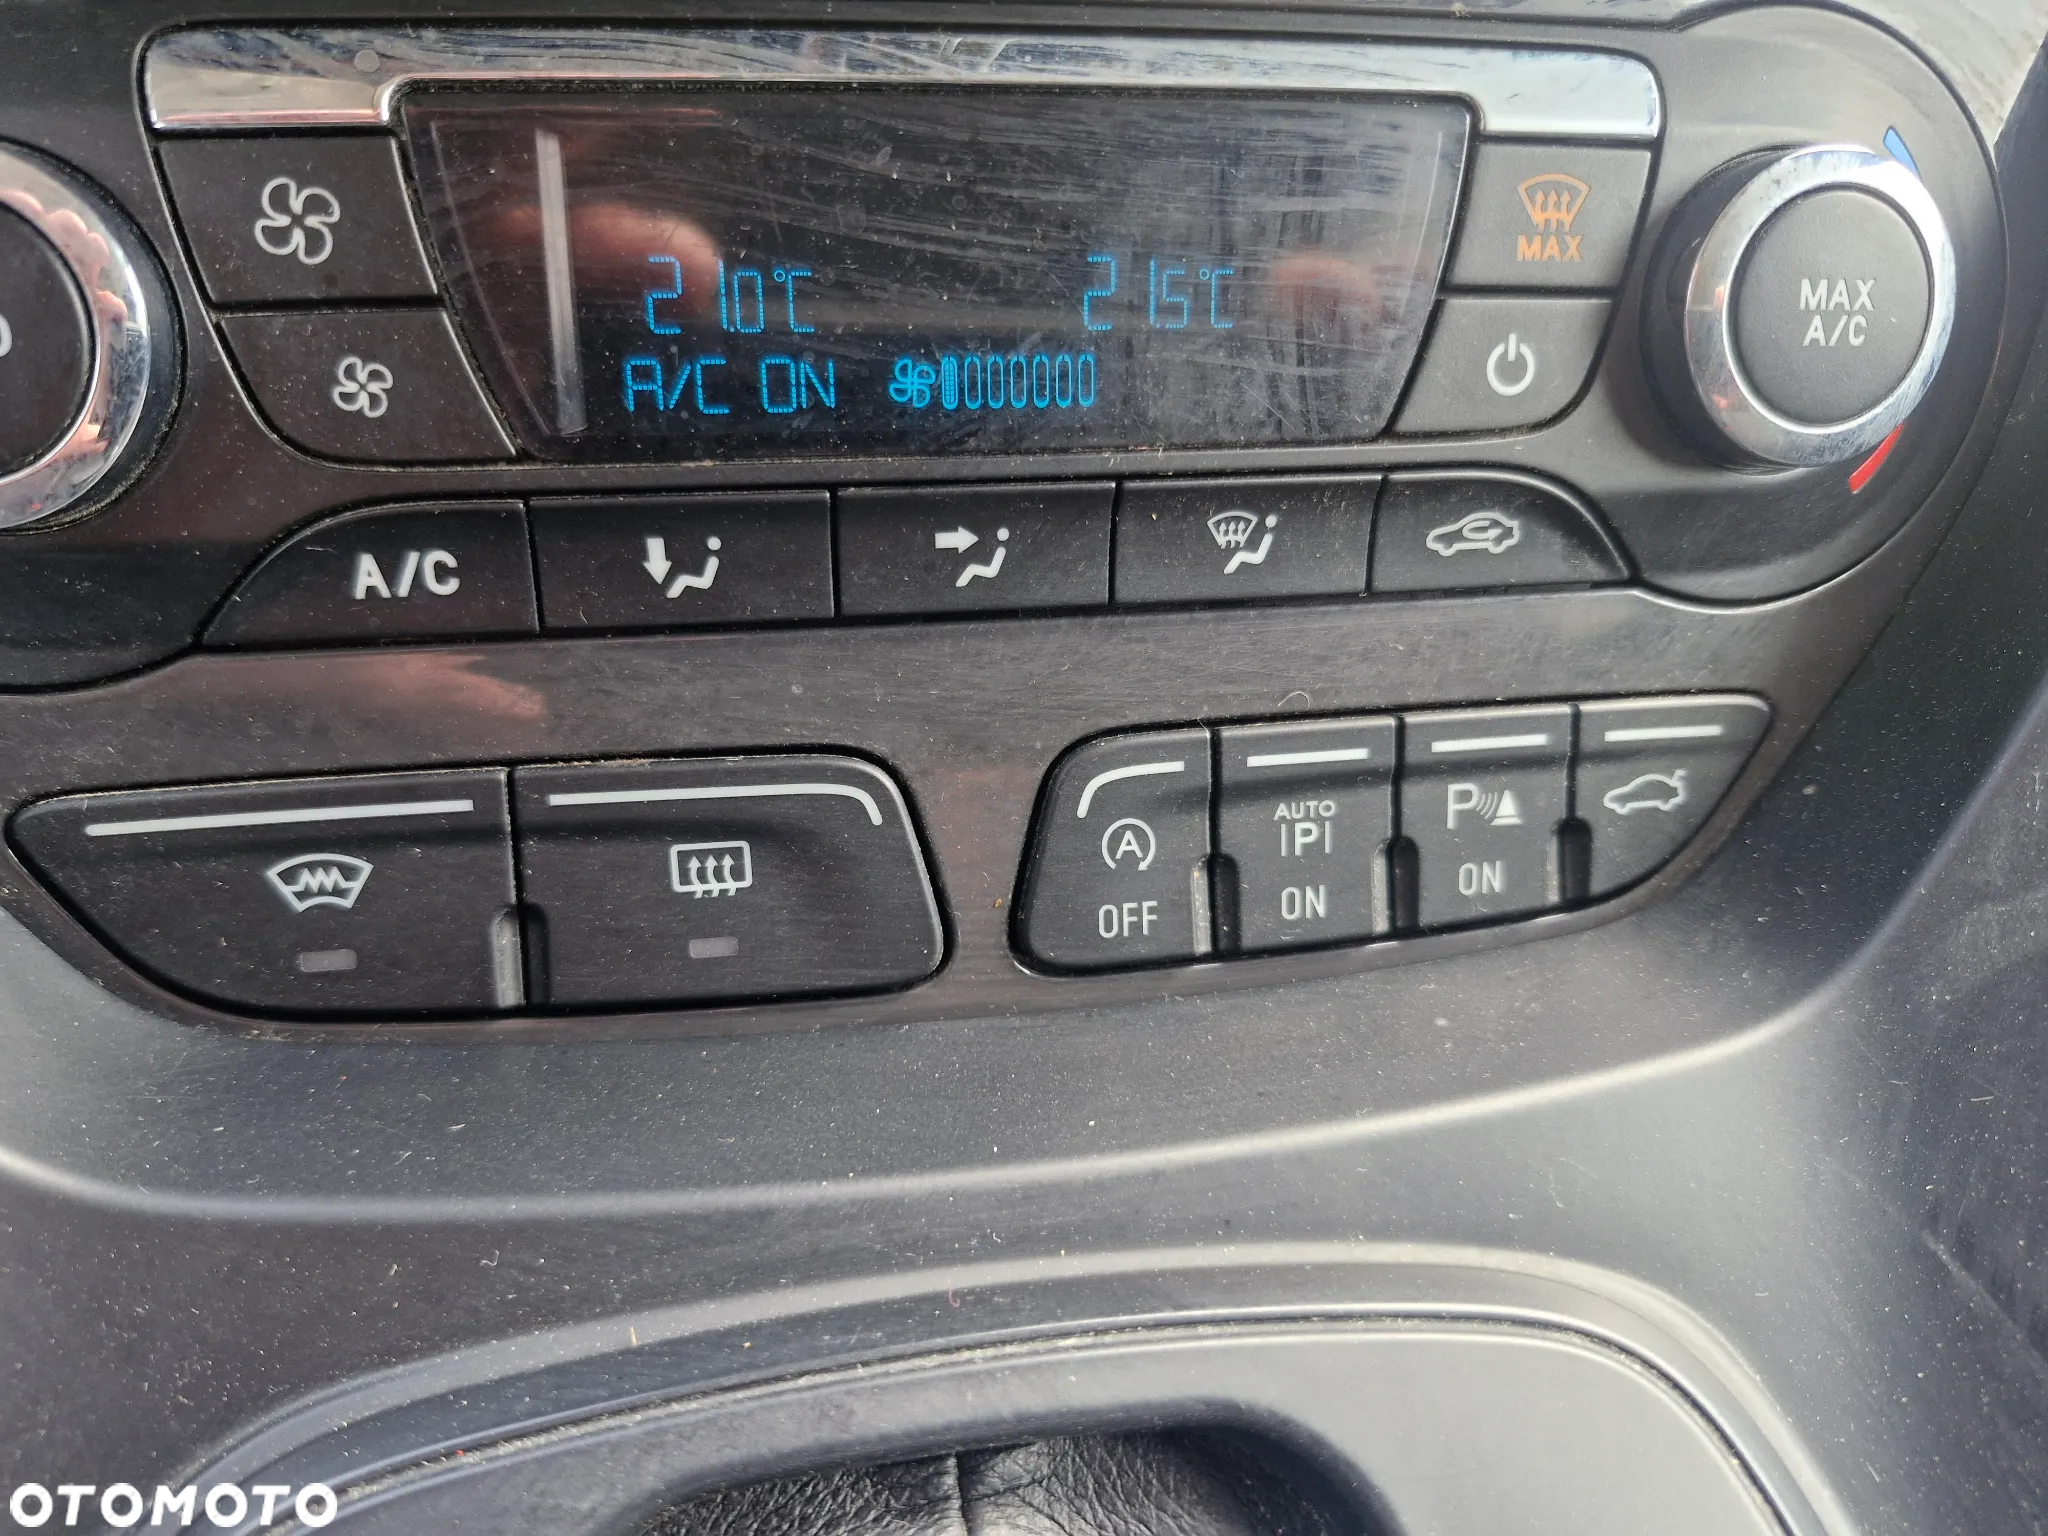 21.0°C 21.5°C
A/C ON
MAX
MAX
A/C
A/C
A
OFF
AUTO
P
ON
P
ON
OTOMOTO